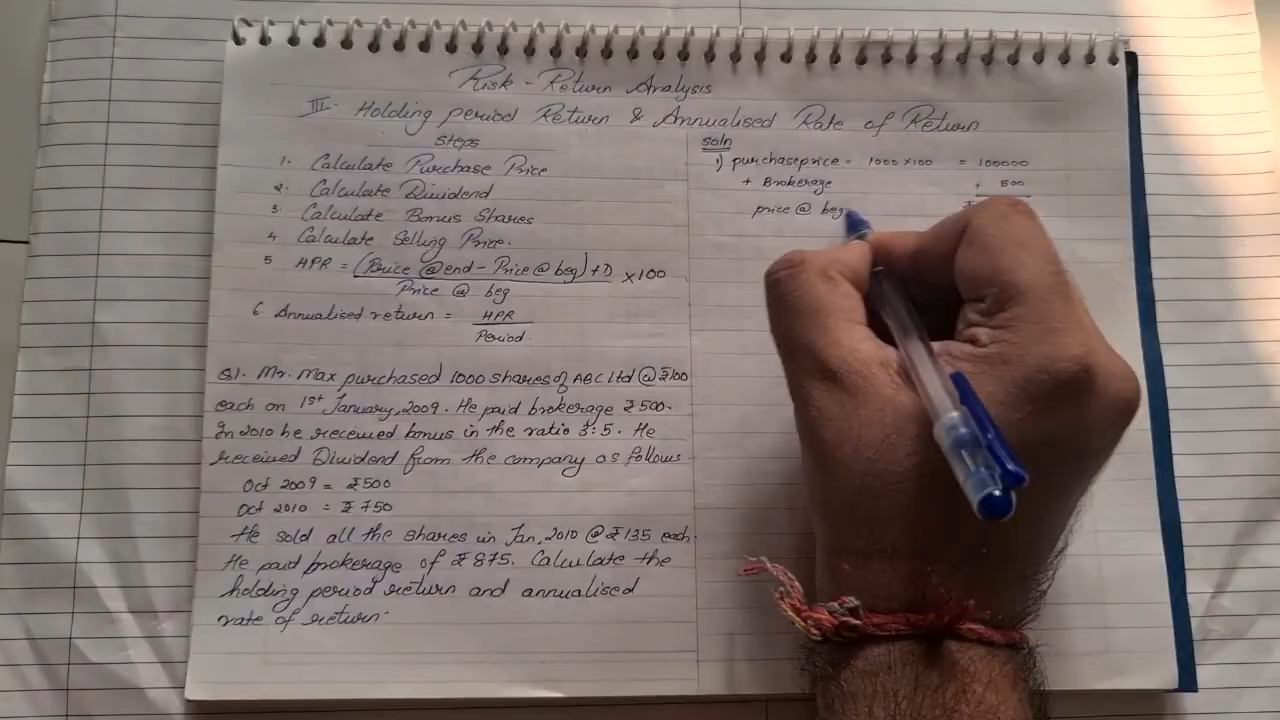 Risk - Return Analysis
III. Holding period Return & Annualised Rate of Return
Steps
1. Calculate Purchase Price
2. Calculate Dividend
3. Calculate Bonus Shares
4 Calculate Selling Price.
5 HPR = (Price @end - Price @ beg) + D × 100
Price @ beg
6. Annualised return = HPR
Period.
Q1. Mr. Max purchased 1000 shares of ABC Ltd @ ₹100
each on 1st January, 2009. He paid brokerage ₹500.
In 2010 he received bonus in the ratio 3:5. He
received Dividend from the company as follows
Oct 2009 = ₹500
Oct 2010 = ₹750
He sold all the shares in Jan, 2010 @ ₹135 each.
He paid brokerage of ₹875. Calculate the
holding period return and annualised
rate of return.
Soln
1) purchase price = 1000 × 100 = 100000
+ Brokerage + 500
price @ beg